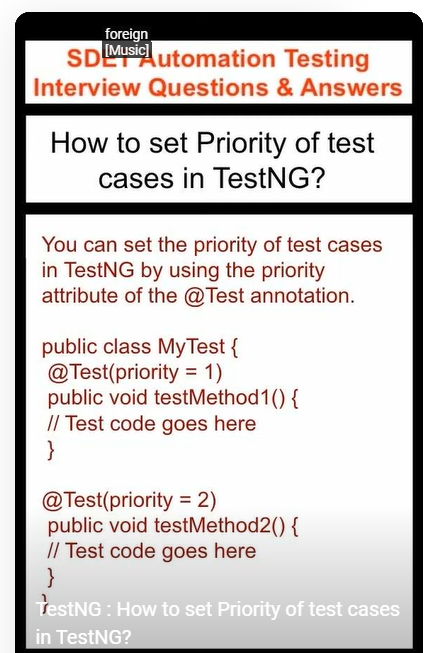 foreign
[Music]
SDET Automation Testing
Interview Questions & Answers
How to set Priority of test
cases in TestNG?
You can set the priority of test cases
in TestNG by using the priority
attribute of the @Test annotation.
public class MyTest {
@Test(priority = 1)
public void testMethod1() {
// Test code goes here
}
@Test(priority = 2)
public void testMethod2() {
// Test code goes here
}
}
TestNG : How to set Priority of test cases
in TestNG?